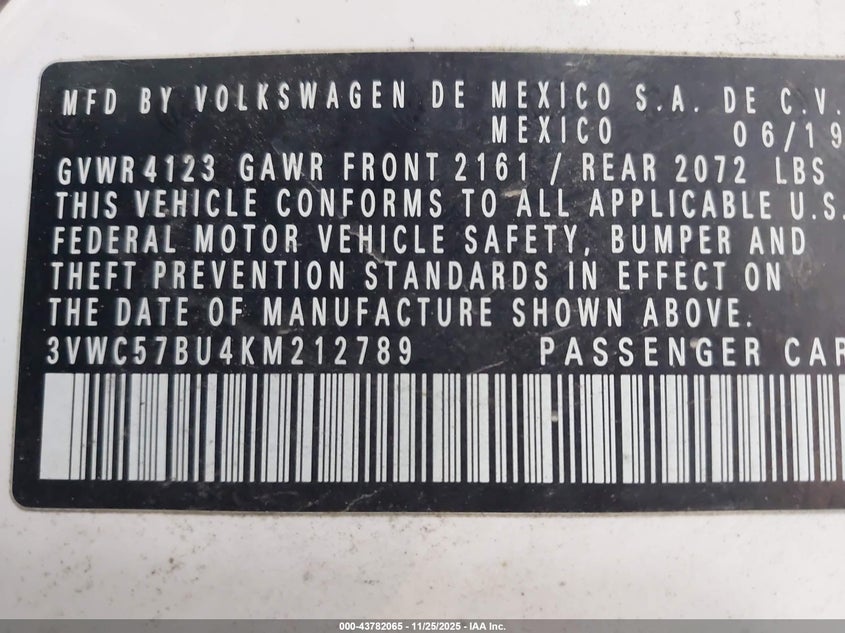 MFD BY VOLKSWAGEN DE MEXICO S.A. DE C.V.
MEXICO 06/19
GVWR 4123 GAWR FRONT 2161 / REAR 2072 LBS
THIS VEHICLE CONFORMS TO ALL APPLICABLE U.S.
FEDERAL MOTOR VEHICLE SAFETY, BUMPER AND
THEFT PREVENTION STANDARDS IN EFFECT ON
THE DATE OF MANUFACTURE SHOWN ABOVE.
3VWC57BU4KM212789 PASSENGER CAR
000-43782065 - 11/25/2025 - IAA Inc.